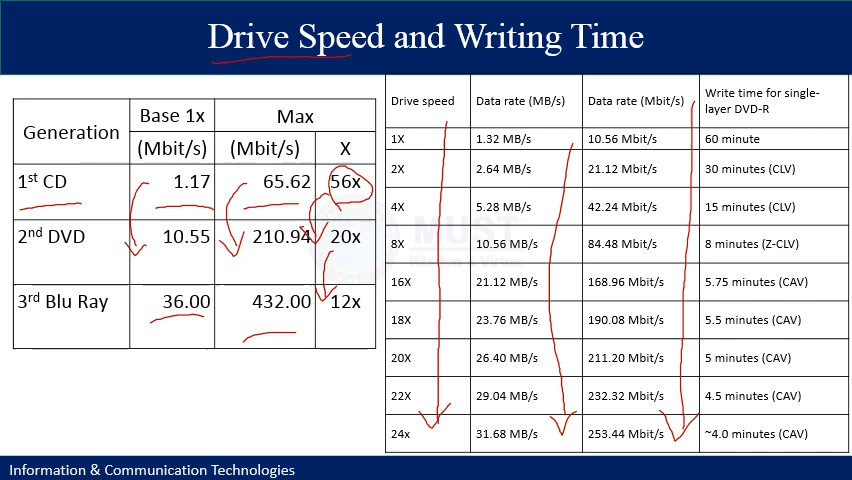 Drive Speed and Writing Time
Generation
Base 1x
Max
(Mbit/s)
(Mbit/s)
X
1st CD
1.17
65.62
56x
2nd DVD
10.55
210.94
20x
3rd Blu Ray
36.00
432.00
12x
Drive speed
Data rate (MB/s)
Data rate (Mbit/s)
Write time for single-
layer DVD-R
1X
1.32 MB/s
10.56 Mbit/s
60 minute
2X
2.64 MB/s
21.12 Mbit/s
30 minutes (CLV)
4X
5.28 MB/s
42.24 Mbit/s
15 minutes (CLV)
8X
10.56 MB/s
84.48 Mbit/s
8 minutes (Z-CLV)
16X
21.12 MB/s
168.96 Mbit/s
5.75 minutes (CAV)
18X
23.76 MB/s
190.08 Mbit/s
5.5 minutes (CAV)
20X
26.40 MB/s
211.20 Mbit/s
5 minutes (CAV)
22X
29.04 MB/s
232.32 Mbit/s
4.5 minutes (CAV)
24x
31.68 MB/s
253.44 Mbit/s
~4.0 minutes (CAV)
MUST
Wisdom & Virtue
Information & Communication Technologies